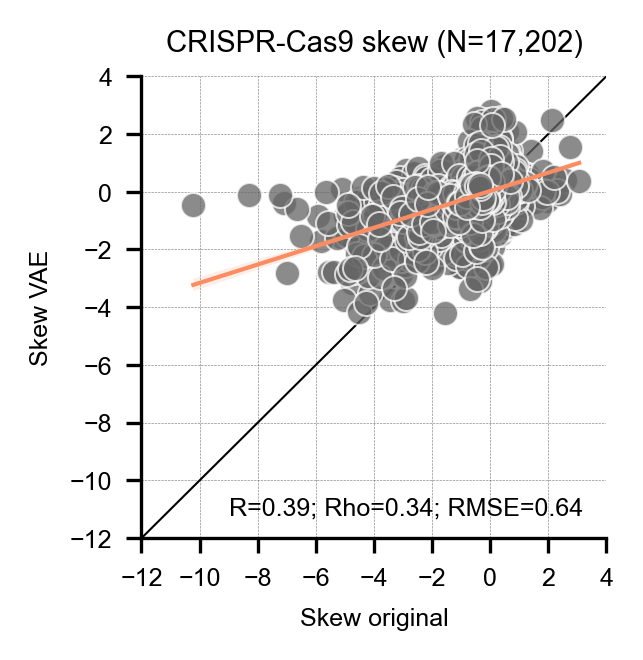 CRISPR-Cas9 skew (N=17,202)
4
2
0
−2
−4
−6
−8
−10
−12
Skew VAE
R=0.39; Rho=0.34; RMSE=0.64
−12 −10 −8 −6 −4 −2 0 2 4
Skew original